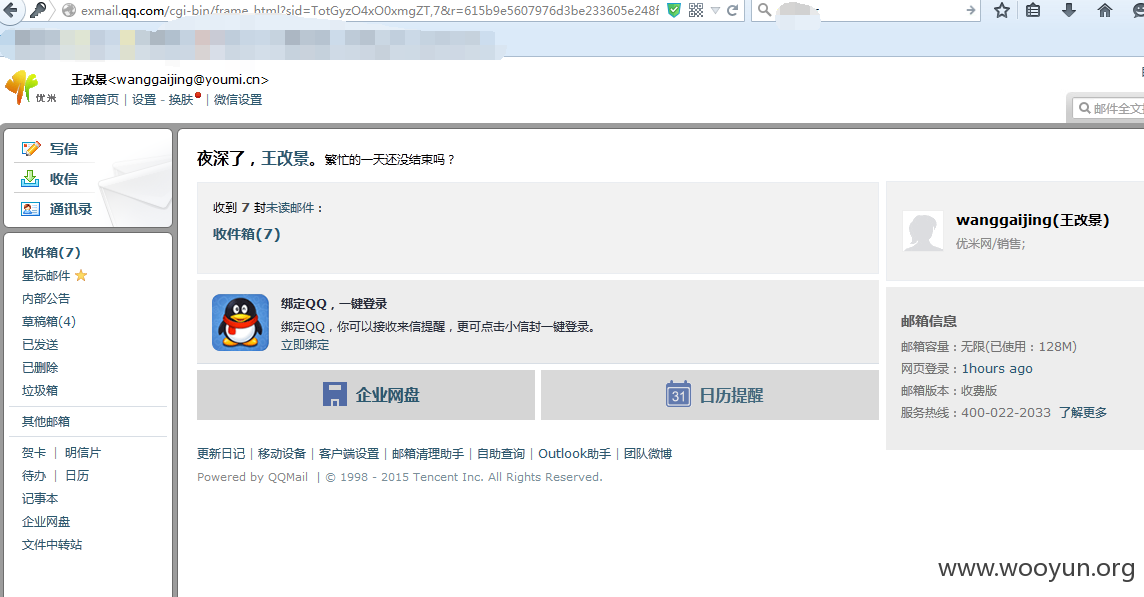 exmail.qq.com/cgi-bin/frame_html?sid=TotGyzO4xO0xmgZT,7&r=615b9e5607976d3be233605e248f
优米
王改景<wanggaijing@youmi.cn>
邮箱首页 | 设置 - 换肤 | 微信设置
邮件全文
写信
收信
通讯录
收件箱(7)
星标邮件
内部公告
草稿箱(4)
已发送
已删除
垃圾箱
其他邮箱
贺卡 | 明信片
待办 | 日历
记事本
企业网盘
文件中转站
夜深了，王改景。繁忙的一天还没结束吗？
收到 7 封未读邮件：
收件箱(7)
绑定QQ，一键登录
绑定QQ，你可以接收来信提醒，更可点击小信封一键登录。
立即绑定
企业网盘
31 日历提醒
更新日记 | 移动设备 | 客户端设置 | 邮箱清理助手 | 自助查询 | Outlook助手 | 团队微博
Powered by QQMail | © 1998 - 2015 Tencent Inc. All Rights Reserved.
wanggaijing(王改景)
优米网/销售;
邮箱信息
邮箱容量：无限(已使用：128M)
网页登录：1hours ago
邮箱版本：收费版
服务热线：400-022-2033 了解更多
www.wooyun.org